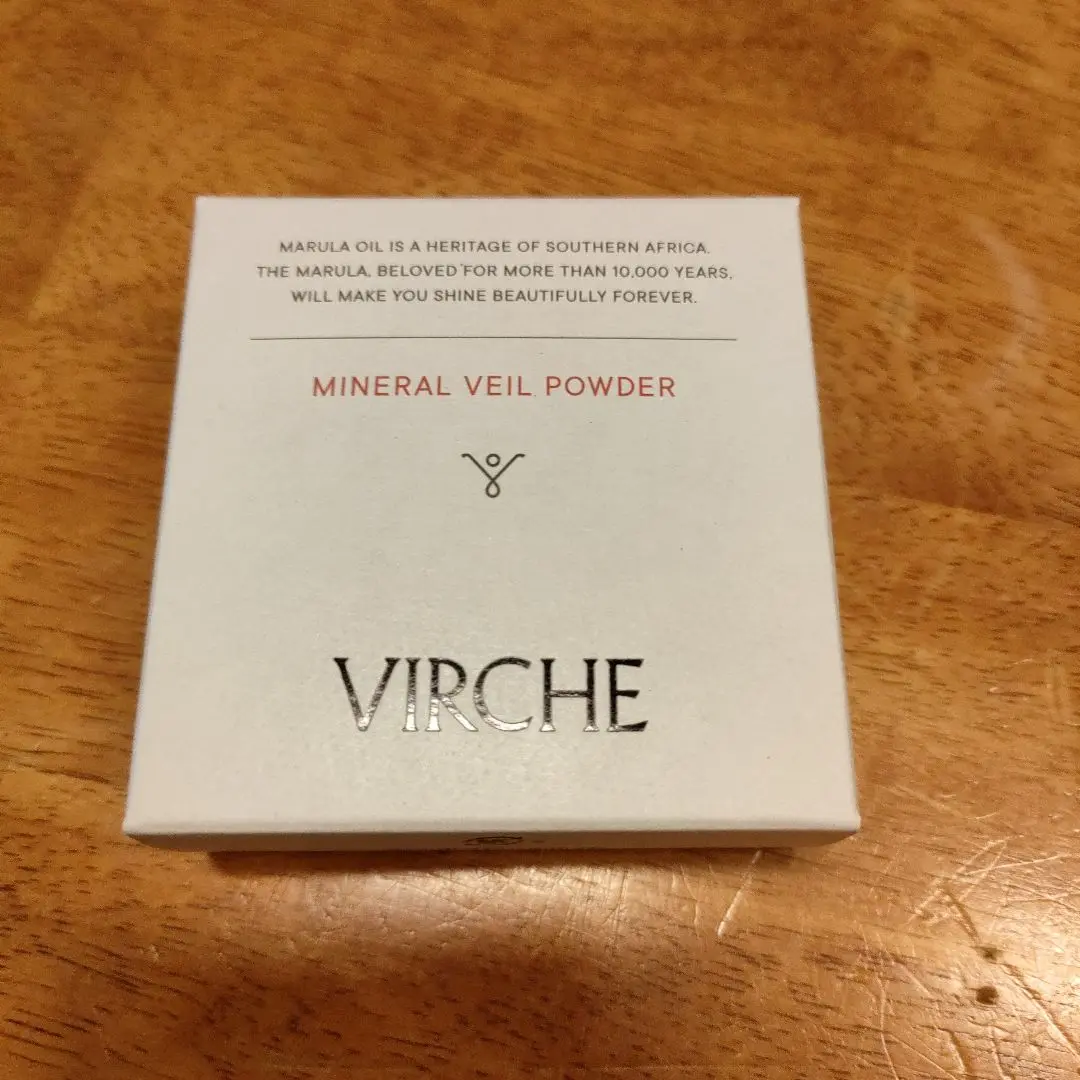 MARULA OIL IS A HERITAGE OF SOUTHERN AFRICA.
THE MARULA, BELOVED FOR MORE THAN 10,000 YEARS,
WILL MAKE YOU SHINE BEAUTIFULLY FOREVER.
MINERAL VEIL POWDER
VIRCHE